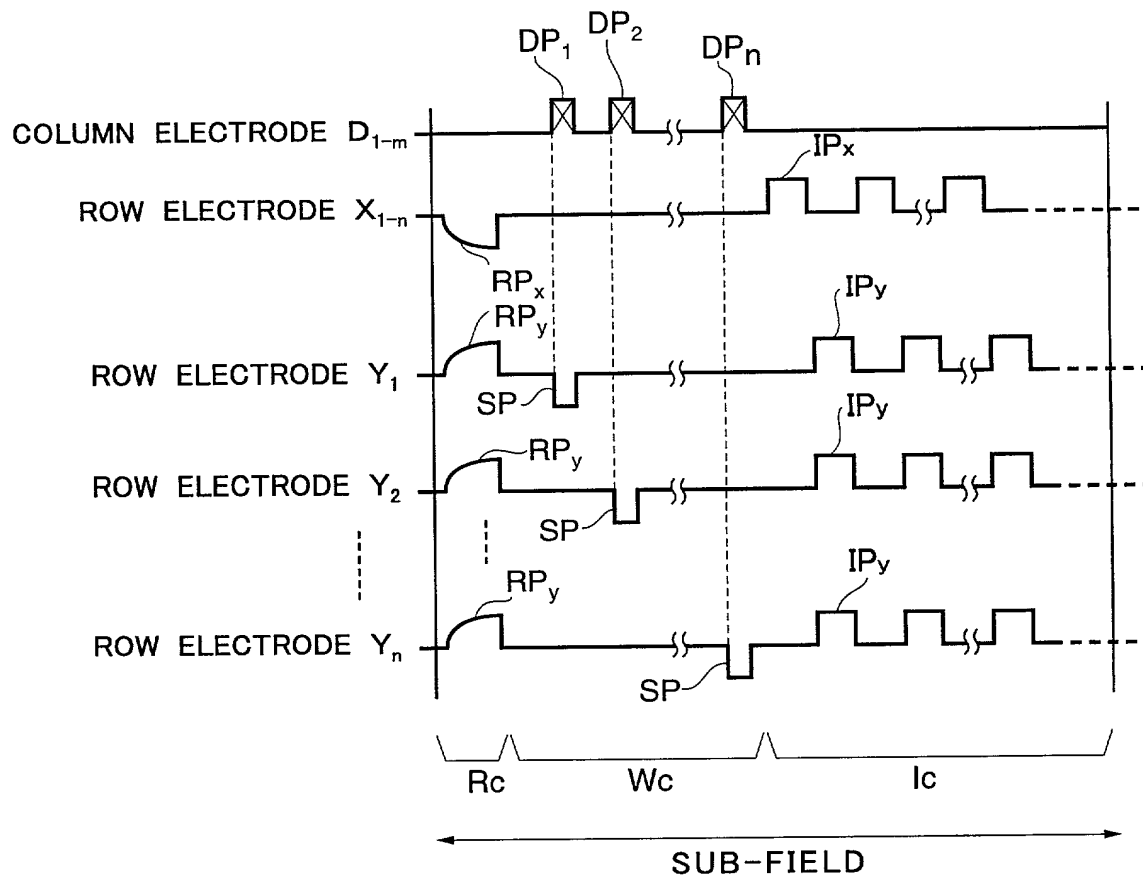 DP₁ DP₂ DPn
COLUMN ELECTRODE D₁₋ₘ
IPx
ROW ELECTRODE X₁₋ₙ
RPₓ
RPy IPy
ROW ELECTRODE Y₁
SP
RPy IPy
ROW ELECTRODE Y₂
SP
RPy IPy
ROW ELECTRODE Yₙ
SP
Rc Wc Ic
SUB-FIELD